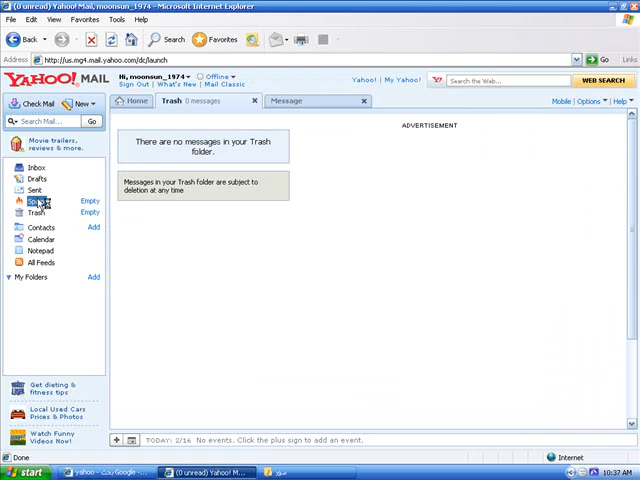 (0 unread) Yahoo! Mail, moonsun_1974 - Microsoft Internet Explorer
File Edit View Favorites Tools Help
Back Search Favorites
Address http://us.mg4.mail.yahoo.com/dc/launch Go Links
YAHOO! MAIL
Hi, moonsun_1974 Offline
Sign Out What's New Mail Classic
Yahoo! My Yahoo!
Search the Web...
WEB SEARCH
Check Mail New
Home Trash 0 messages Message
Mobile Options Help
Search Mail... Go
Movie trailers,
reviews & more.
ADVERTISEMENT
There are no messages in your Trash
folder.
Messages in your Trash folder are subject to
deletion at any time
Inbox
Drafts
Sent
Empty
Trash Empty
Contacts Add
Calendar
Notepad
All Feeds
My Folders Add
Get dieting &
fitness tips
Local Used Cars
Prices & Photos
Watch Funny
Videos Now!
TODAY: 2/16 No events. Click the plus sign to add an event.
Done Internet
start yahoo - بحث Google -... (0 unread) Yahoo! M... صور 10:37 AM